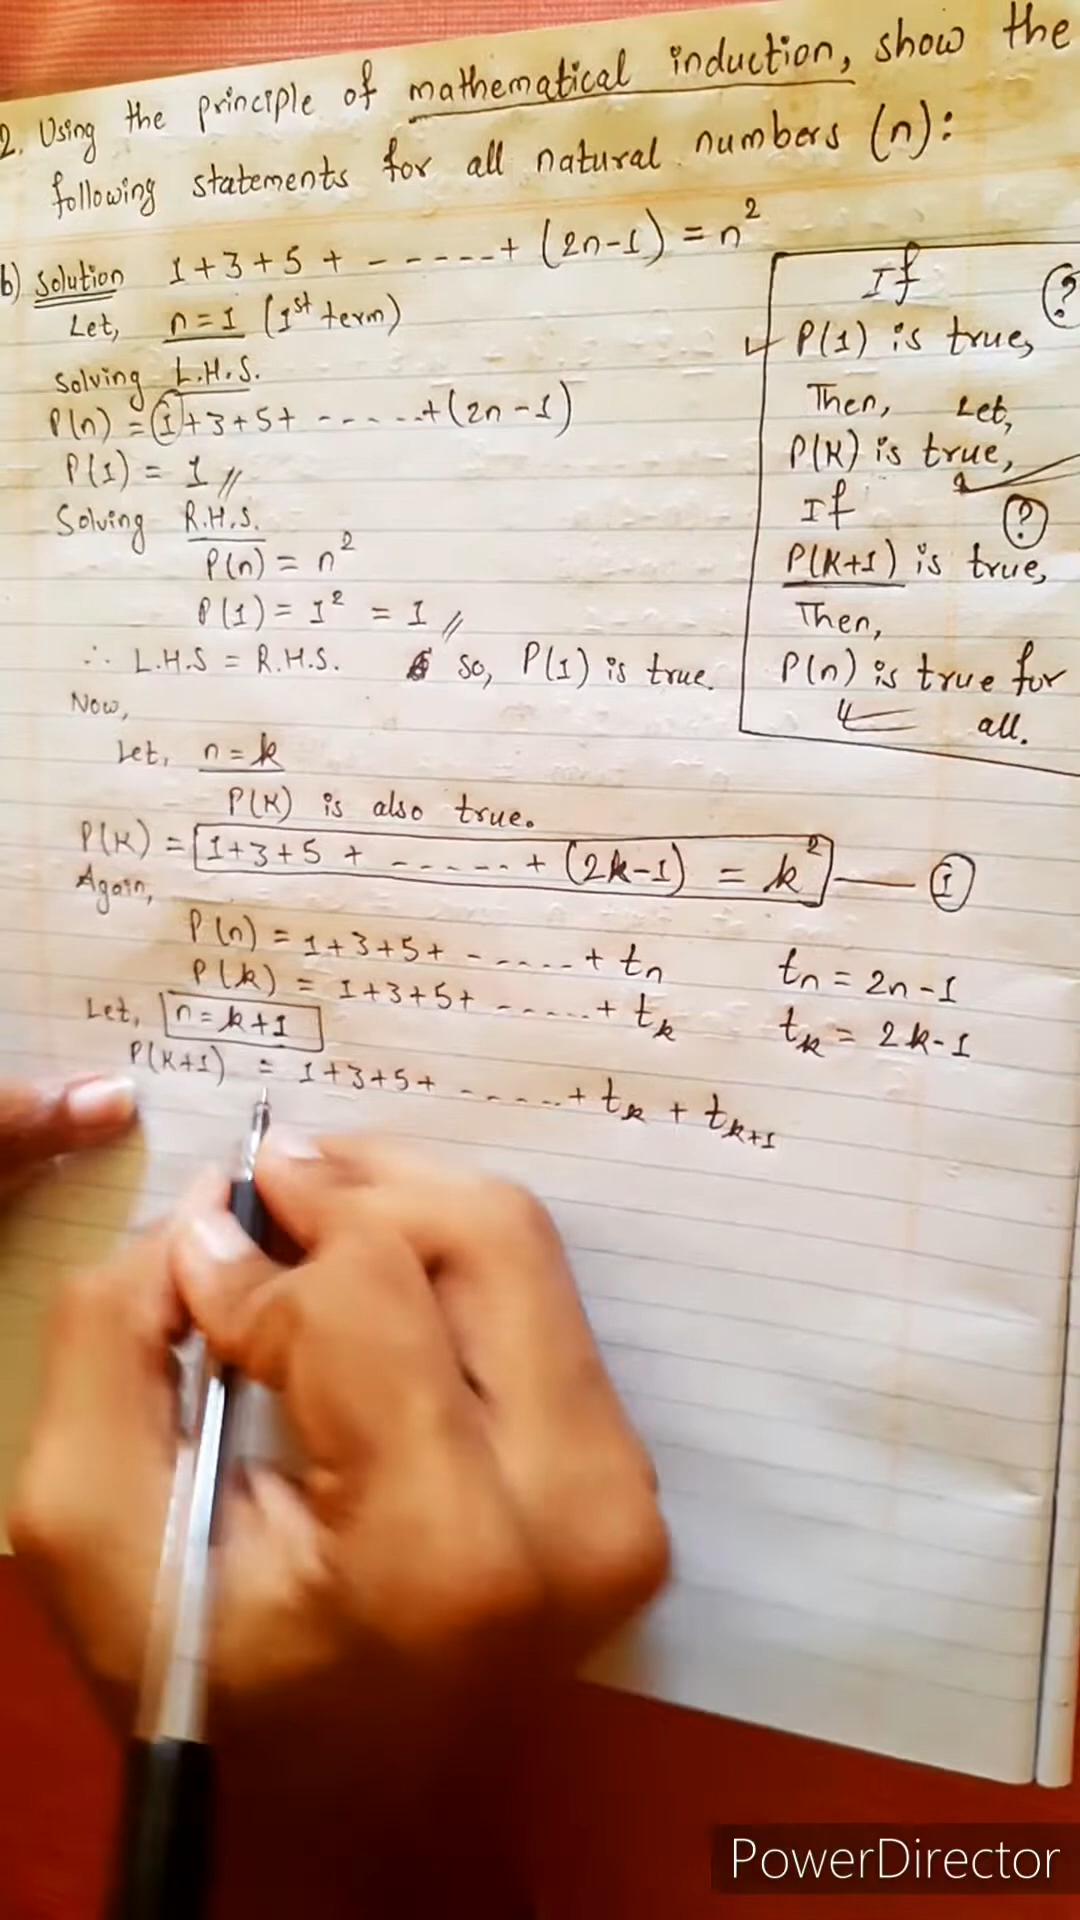 2. Using the principle of mathematical induction, show the
following statements for all natural numbers (n):
b) Solution 1+3+5+ ------+ (2n-1) = n²
Let, n=1 (1st term)
Solving L.H.S.
P(n) = 1+3+5+ ------+(2n-1)
P(1) = 1 //
Solving R.H.S.
P(n) = n²
P(1) = 1² = 1 //
∴ L.H.S = R.H.S. so, P(1) is true.
If ?
P(1) is true,
Then, Let,
P(K) is true,
If ?
P(K+1) is true,
Then,
P(n) is true for
all.
Now,
Let, n=k
P(K) is also true.
P(K) = 1+3+5+ ------+ (2k-1) = k² —— 1
Again,
P(n) = 1+3+5+ ------+ tn tn = 2n-1
P(k) = 1+3+5+ ------+ tk tk = 2k-1
Let, n=k+1
P(K+1) = 1+3+5+ ------+ tk + tk+1
PowerDirector